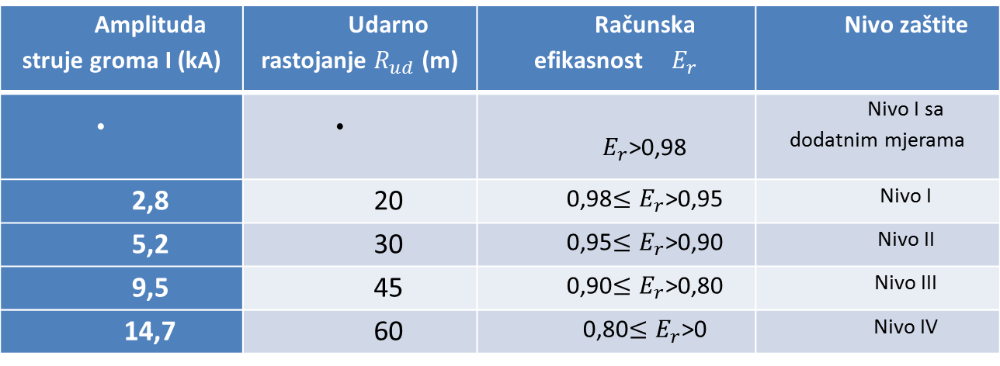 Amplituda struje groma I (kA) | Udarno rastojanje R_ud (m) | Računska efikasnost E_r | Nivo zaštite
• | • | E_r>0,98 | Nivo I sa dodatnim mjerama
2,8 | 20 | 0,98≤ E_r>0,95 | Nivo I
5,2 | 30 | 0,95≤ E_r>0,90 | Nivo II
9,5 | 45 | 0,90≤ E_r>0,80 | Nivo III
14,7 | 60 | 0,80≤ E_r>0 | Nivo IV